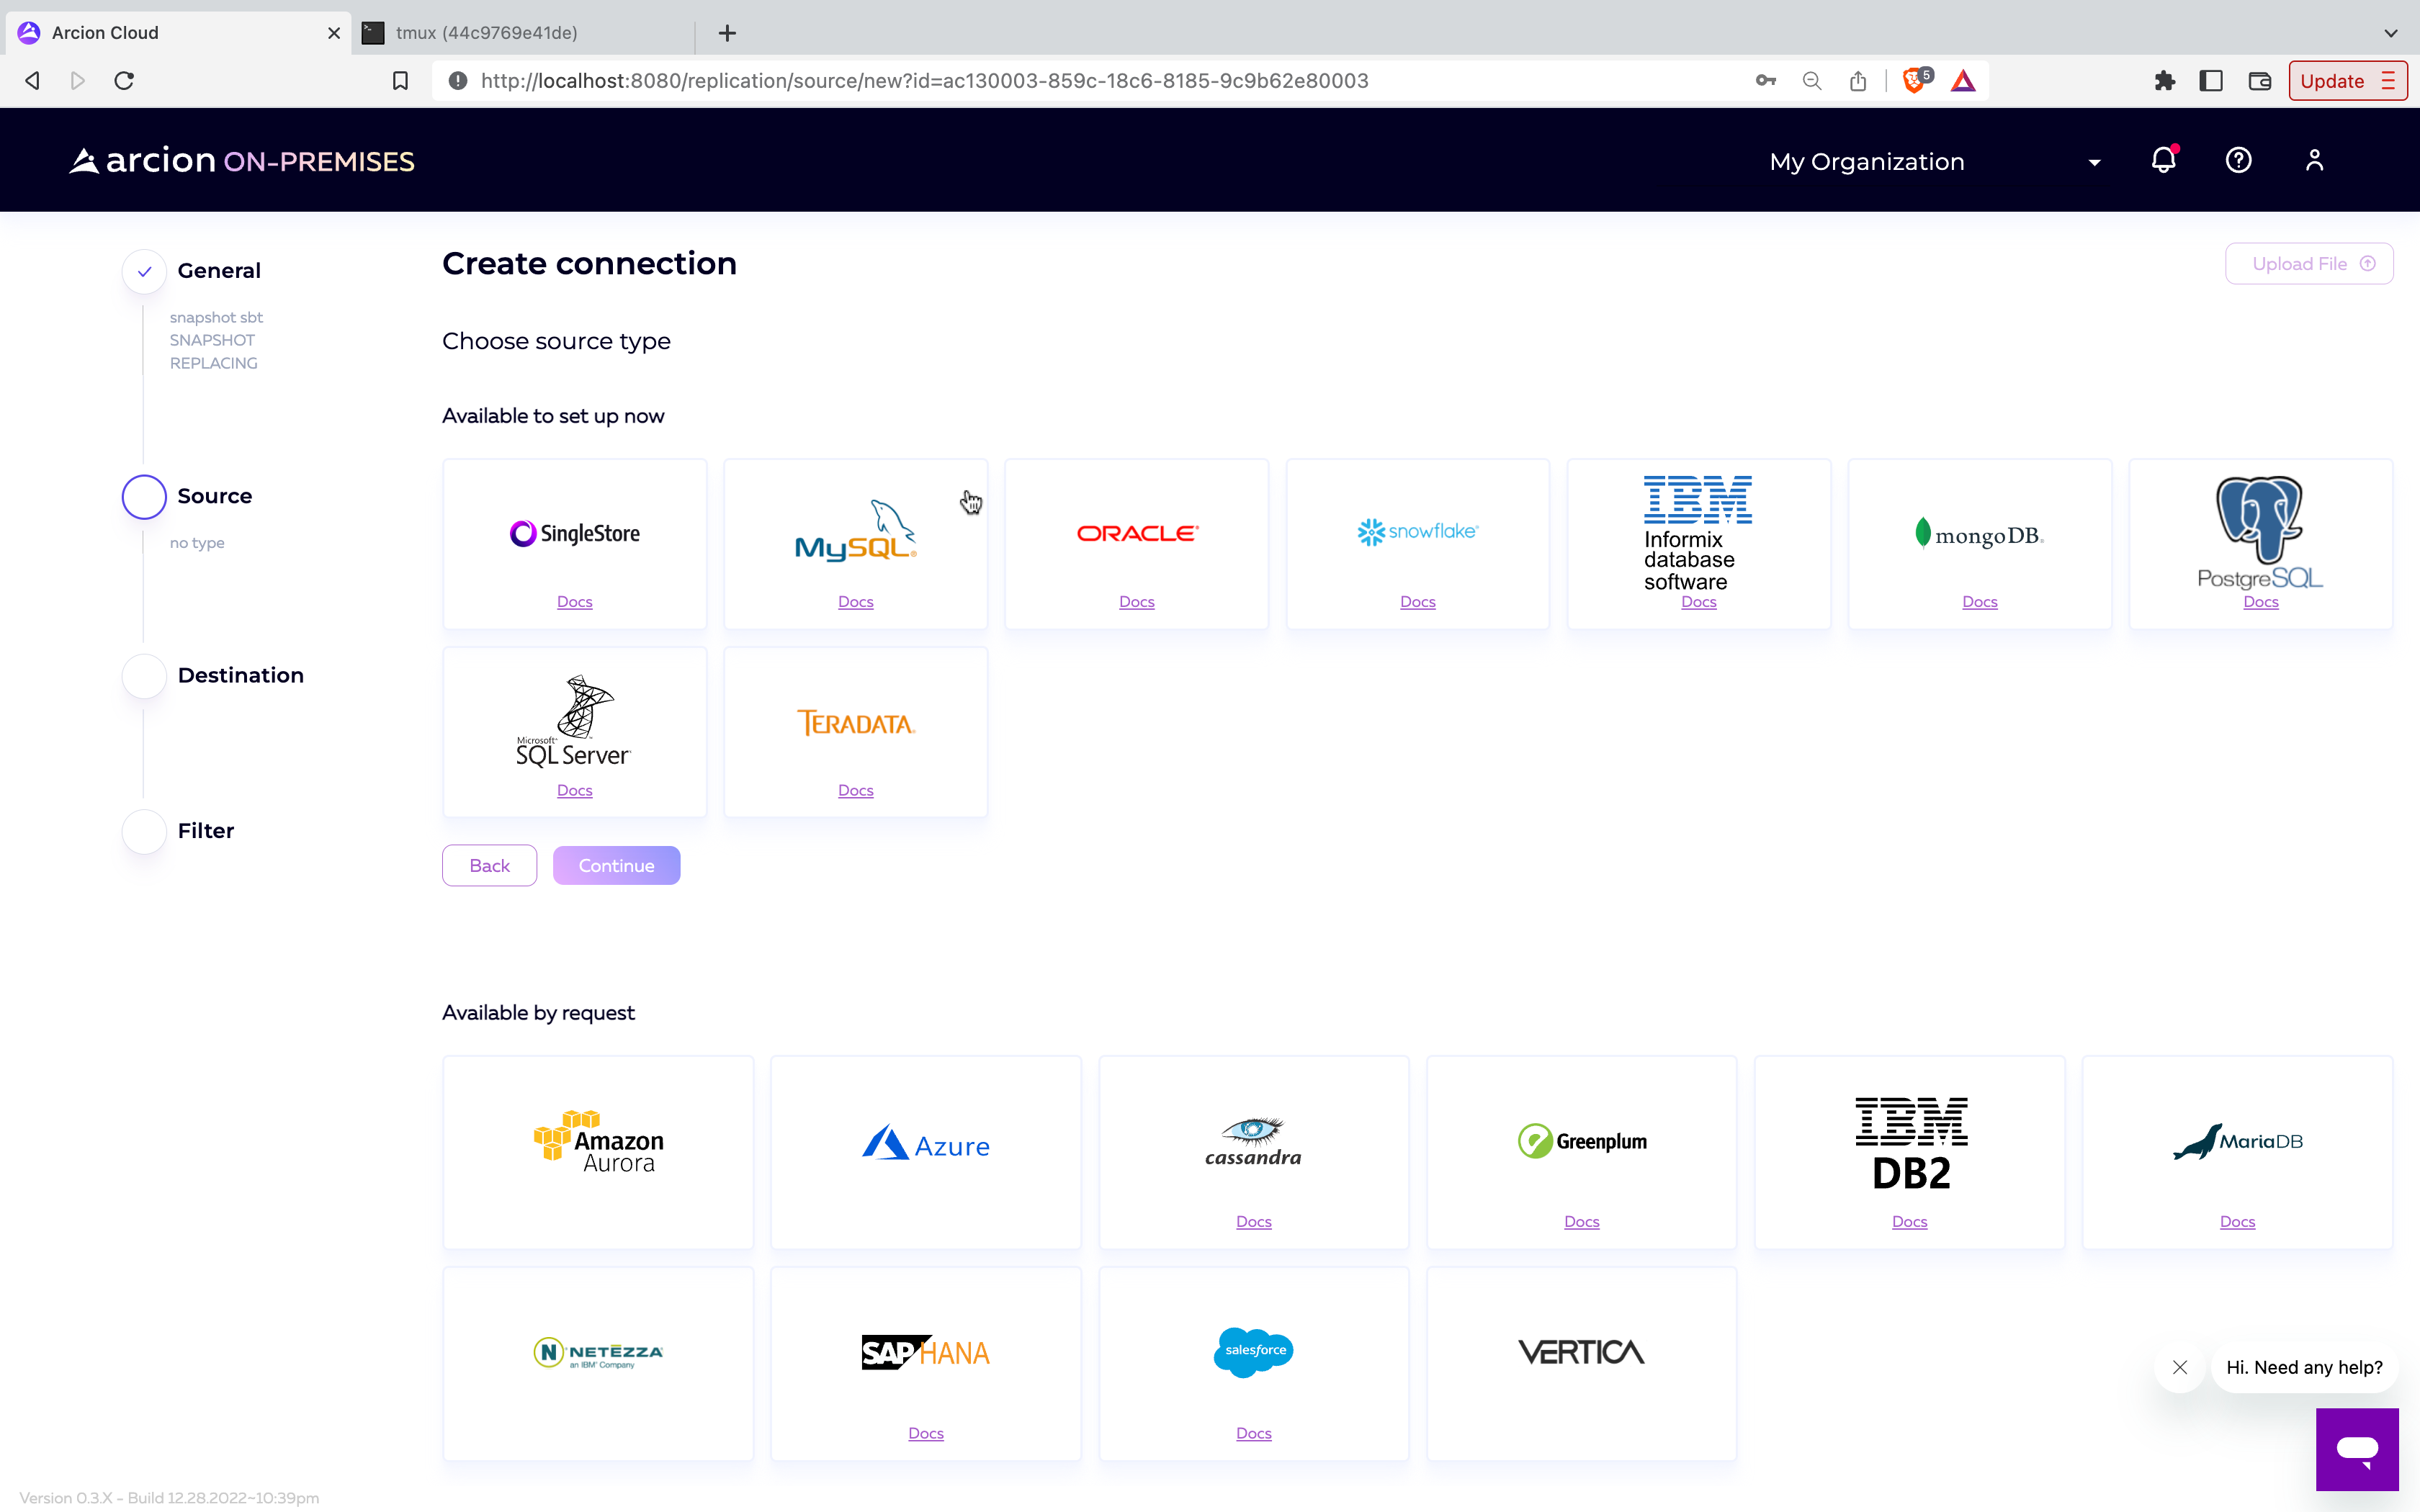 Arcion Cloud
tmux (44c9769e41de)
http://localhost:8080/replication/source/new?id=ac130003-859c-18c6-8185-9c9b62e80003
5
Update
arcion ON-PREMISES
My Organization
General
snapshot sbt
SNAPSHOT
REPLACING
Source
no type
Destination
Filter
Create connection
Upload File
Choose source type
Available to set up now
SingleStore
Docs
MySQL
Docs
ORACLE
Docs
snowflake
Docs
IBM
Informix
database
software
Docs
mongoDB
Docs
PostgreSQL
Docs
Microsoft
SQL Server
Docs
TERADATA
Docs
Back
Continue
Available by request
Amazon
Aurora
Azure
cassandra
Docs
Greenplum
Docs
IBM
DB2
Docs
MariaDB
Docs
N NETEZZA
an IBM Company
SAP HANA
Docs
salesforce
Docs
VERTICA
Hi. Need any help?
Version 0.3.X - Build 12.28.2022~10:39pm